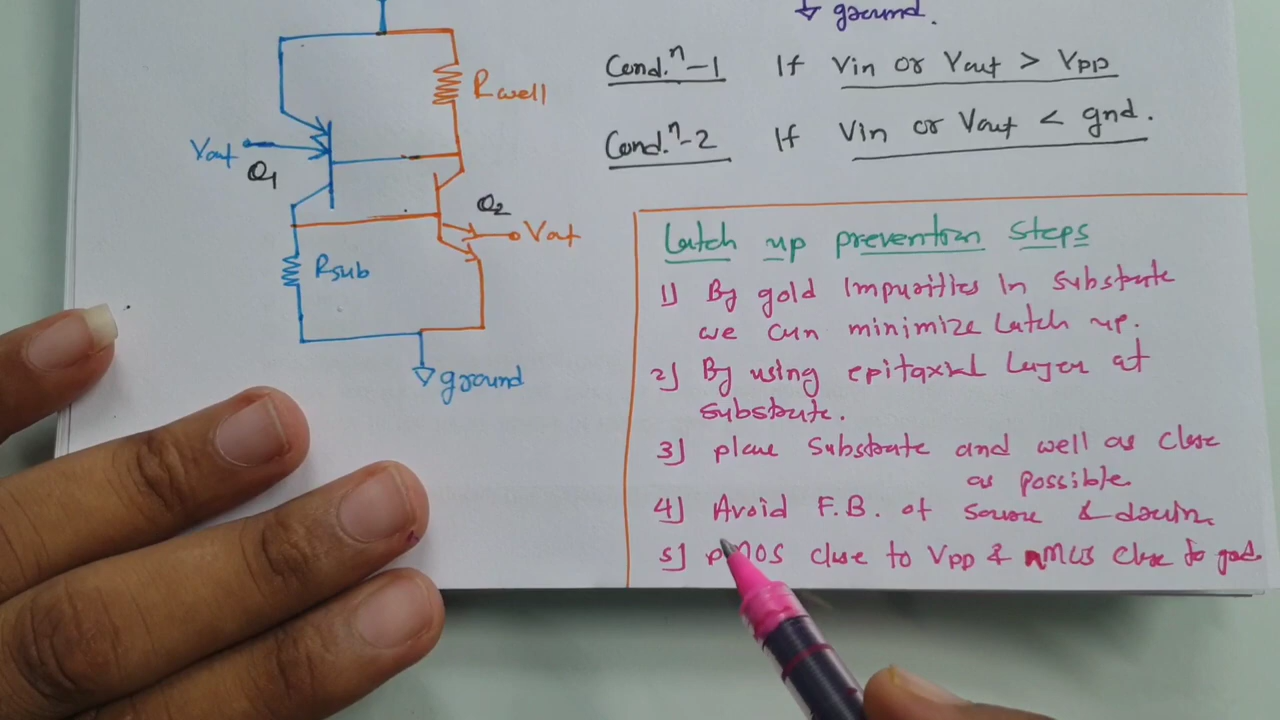 ground.
Cond.ⁿ-1 If Vin or Vout > VDD
Cond.ⁿ-2 If Vin or Vout < gnd.
Rwell
Vout
Q1
Q2
Vout
Rsub
ground
Latch up prevention steps
1) By gold Impurities In substrate
we can minimize Latch up.
2) By using epitaxial Layer at
substrate.
3) place Substrate and well as close
as possible.
4) Avoid F.B. of source & drain
5) pMOS close to VDD & nMOS close to gnd.